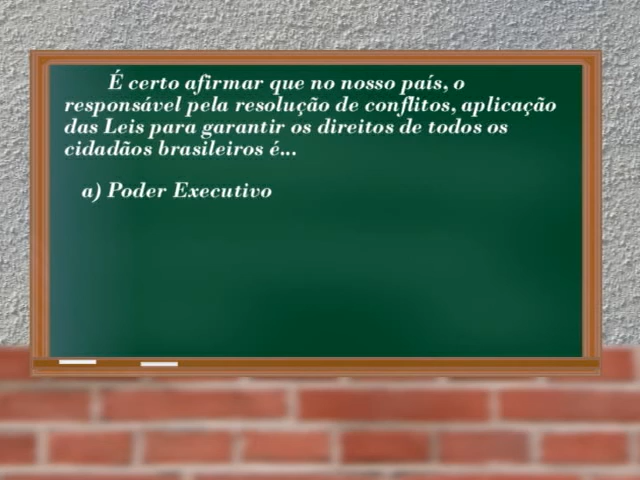 É certo afirmar que no nosso país, o
responsável pela resolução de conflitos, aplicação
das Leis para garantir os direitos de todos os
cidadãos brasileiros é...
a) Poder Executivo